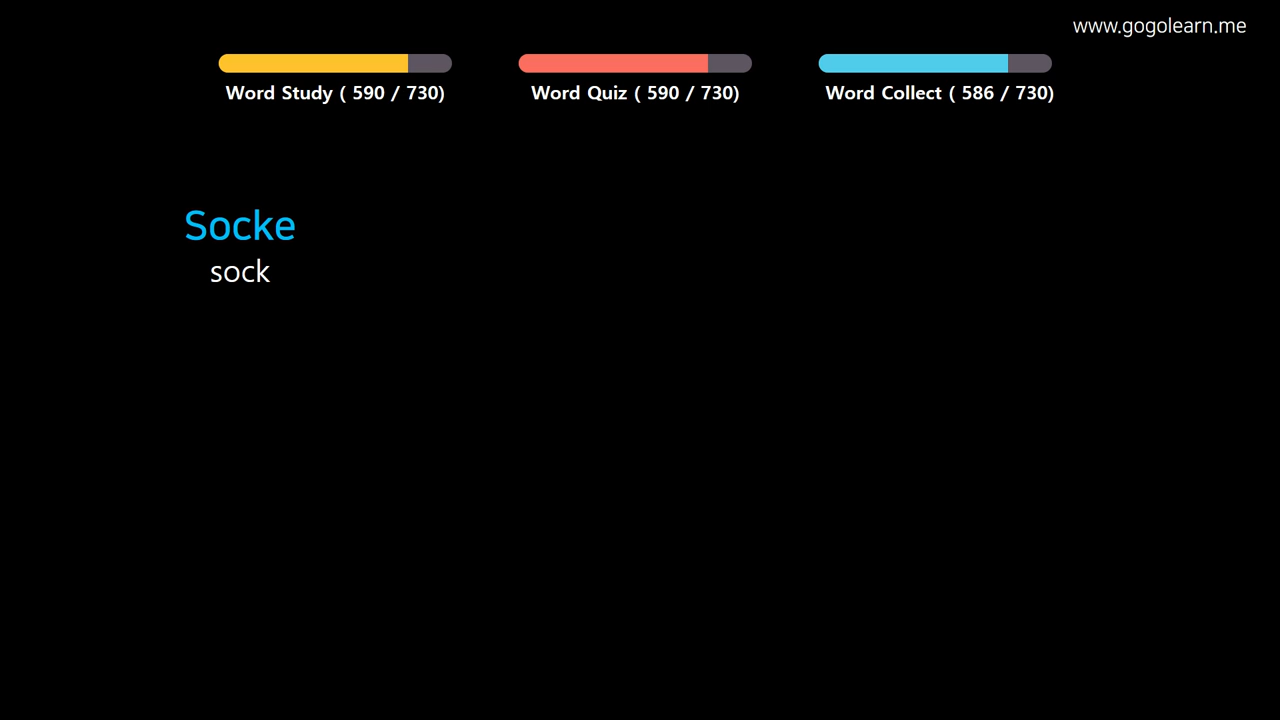 www.gogolearn.me
Word Study ( 590 / 730)
Word Quiz ( 590 / 730)
Word Collect ( 586 / 730)
Socke
sock